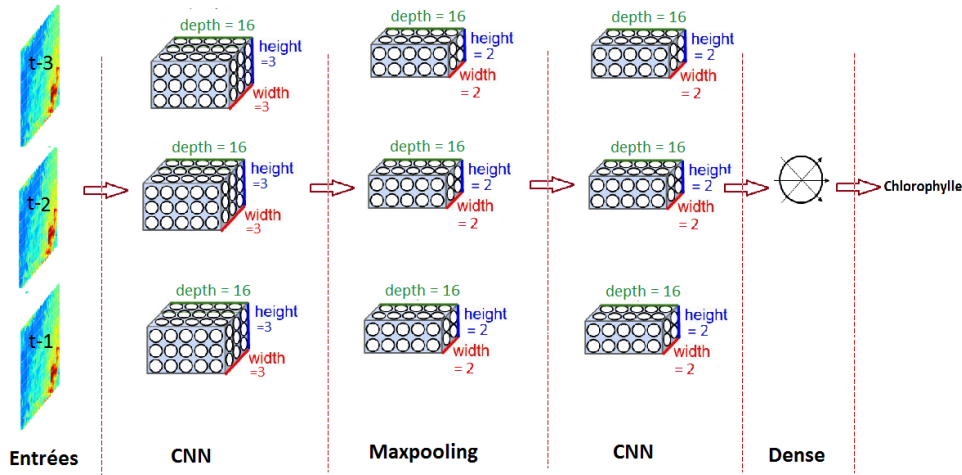 t-3
depth = 16
height
=3
width
=3
depth = 16
height
= 2
width
= 2
depth = 16
height
= 2
width
= 2
t-2
depth = 16
height
=3
width
=3
depth = 16
height
= 2
width
= 2
depth = 16
height
= 2
width
= 2
Chlorophylle
t-1
depth = 16
height
=3
width
=3
depth = 16
height
= 2
width
= 2
depth = 16
height
= 2
width
= 2
Entrées
CNN
Maxpooling
CNN
Dense